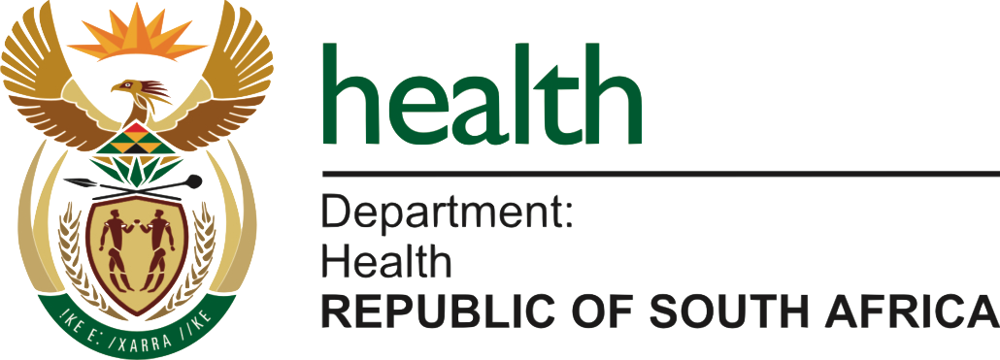 health
Department:
Health
REPUBLIC OF SOUTH AFRICA
!KE E: /XARRA //KE